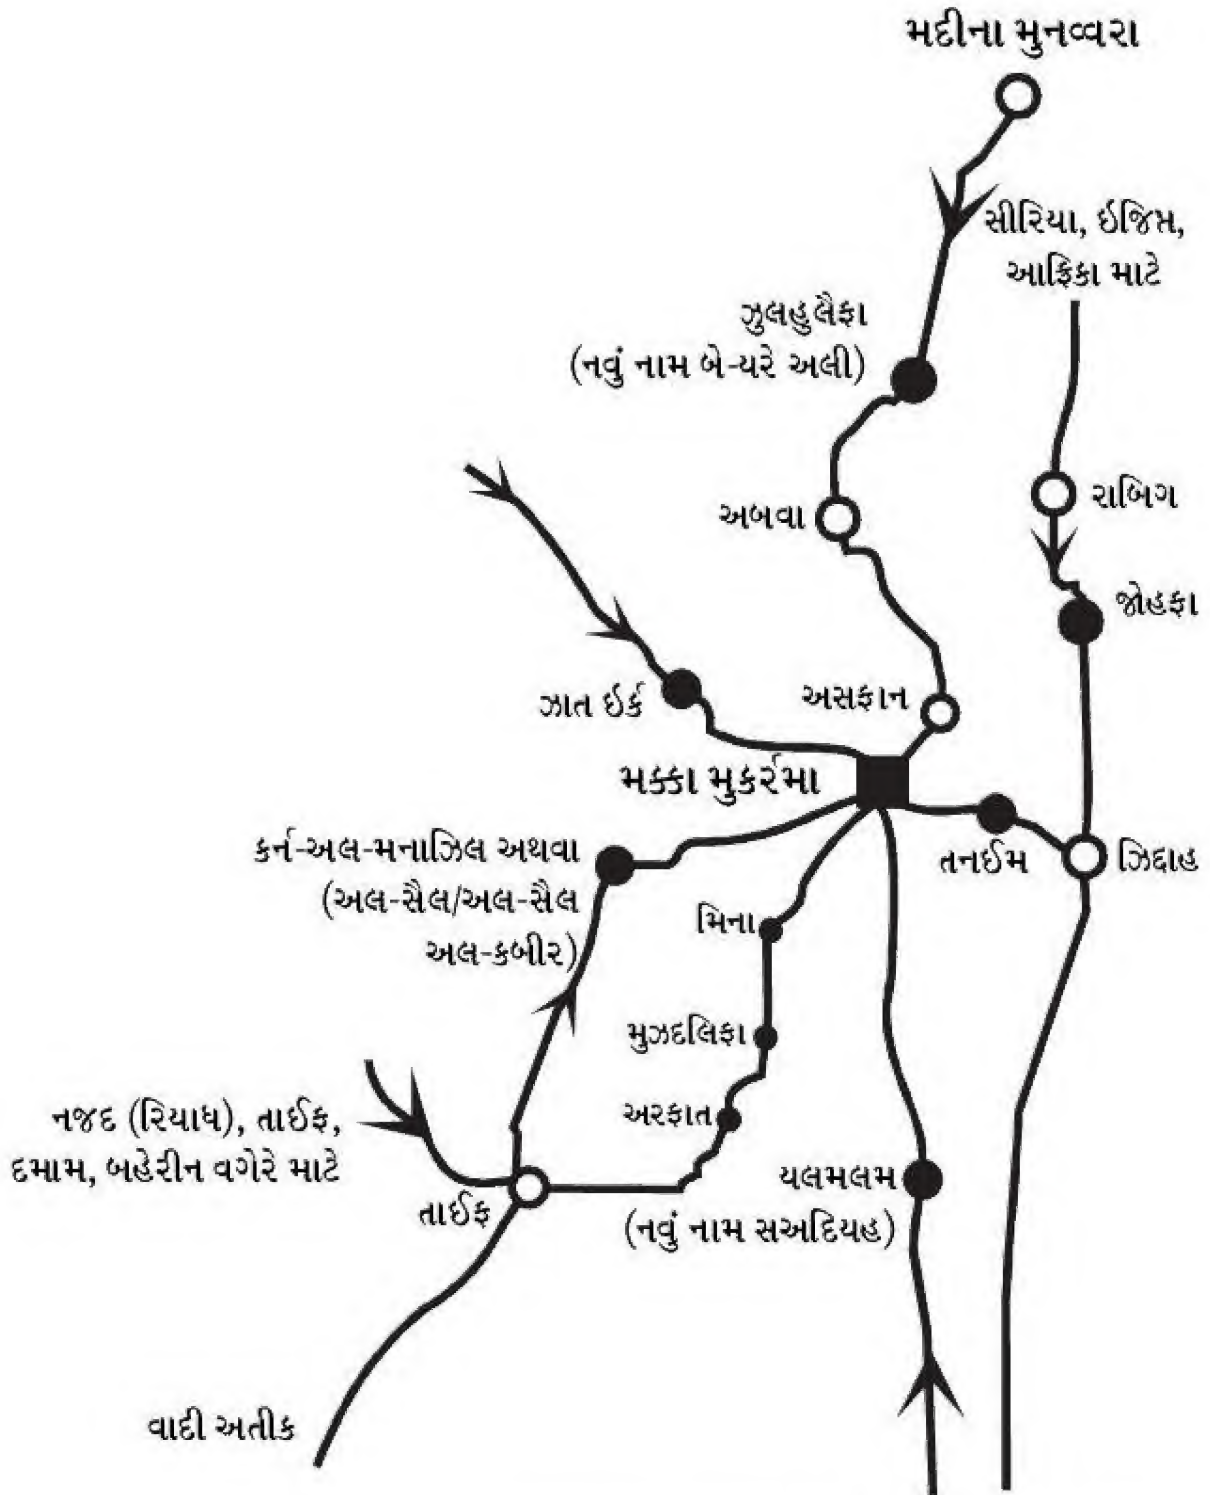 મદીના મુનવ્વરા
સીરિયા, ઇજિપ્ત,
આફ્રિકા માટે
ઝુલહુલૈફા
(નવું નામ બે-યરે અલી)
અબવા
રાબિગ
જોહફા
ઝાત ઇર્ક
અસફાન
મક્કા મુકર્રમા
કર્ન-અલ-મનાઝિલ અથવા
(અલ-સૈલ/અલ-સૈલ
અલ-કબીર)
તનઈમ
ઝિદ્દાહ
મિના
મુઝદલિફા
અરફાત
નજદ (રિયાધ), તાઈફ,
દમામ, બહેરીન વગેરે માટે
તાઈફ
યલમલમ
(નવું નામ સઅદિયહ)
વાદી અતીક